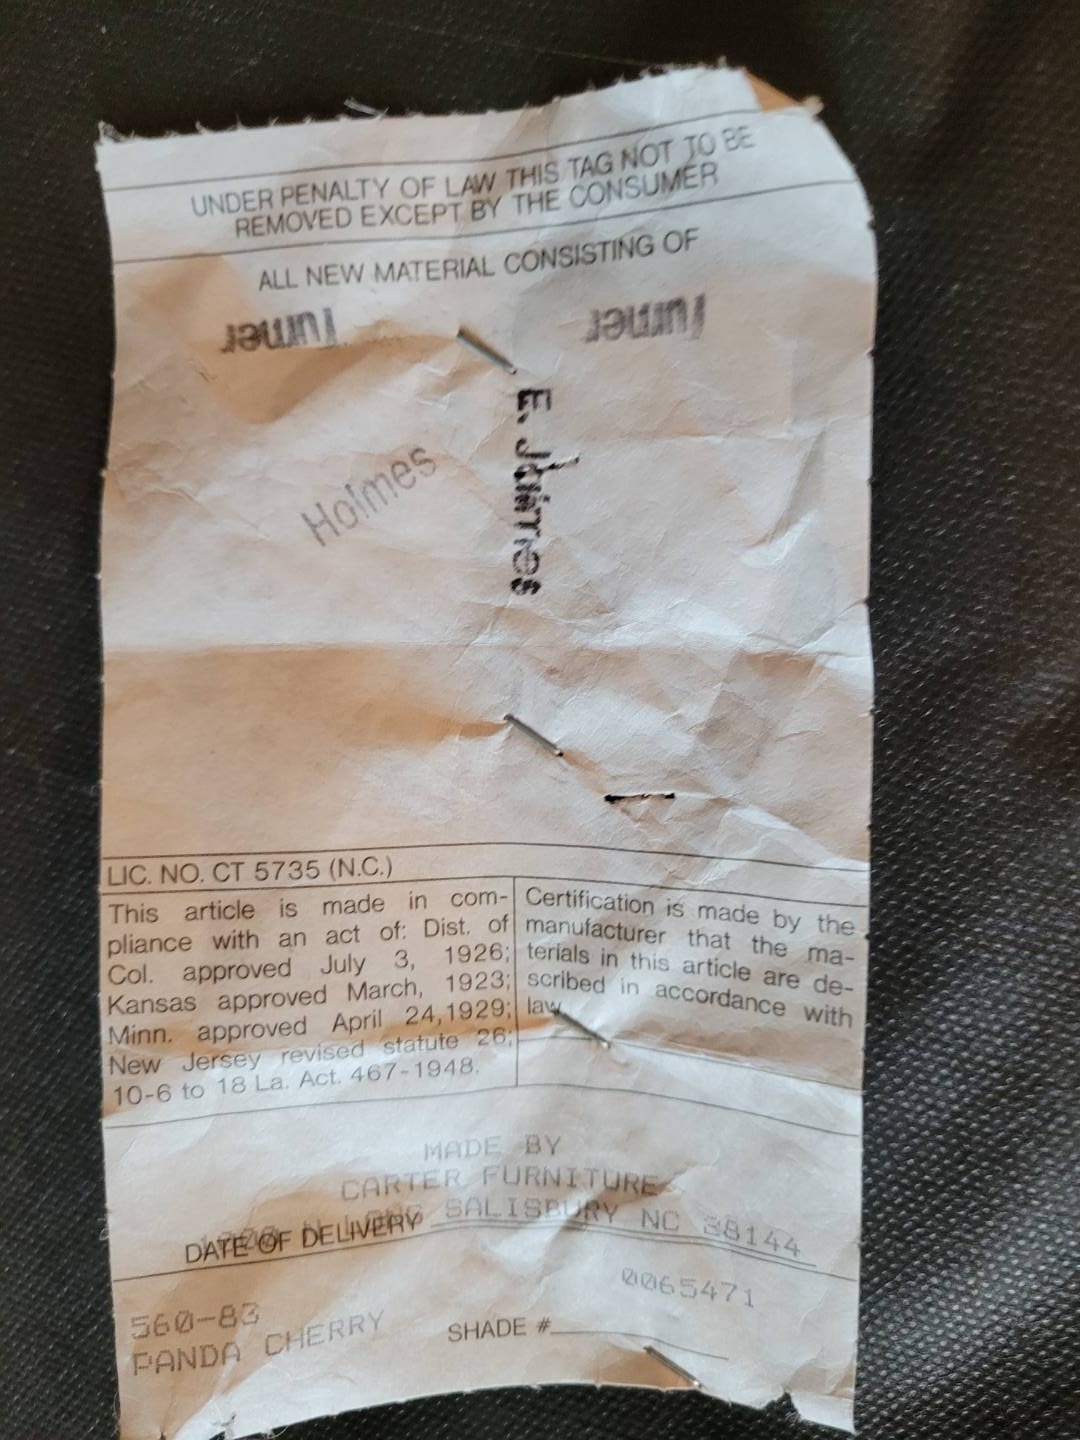 UNDER PENALTY OF LAW THIS TAG NOT TO BE
REMOVED EXCEPT BY THE CONSUMER
ALL NEW MATERIAL CONSISTING OF
Turner
Turner
E. Jaimes
Holmes
LIC. NO. CT 5735 (N.C.)
This article is made in com-
pliance with an act of: Dist. of
Col. approved July 3, 1926;
Kansas approved March, 1923;
Minn. approved April 24,1929;
New Jersey revised statute 26;
10-6 to 18 La. Act. 467-1948.
Certification is made by the
manufacturer that the ma-
terials in this article are de-
scribed in accordance with
law.
MADE BY
CARTER FURNITURE
SALISBURY NC 38144
DATE OF DELIVERY
0065471
560-83
PANDA CHERRY
SHADE #